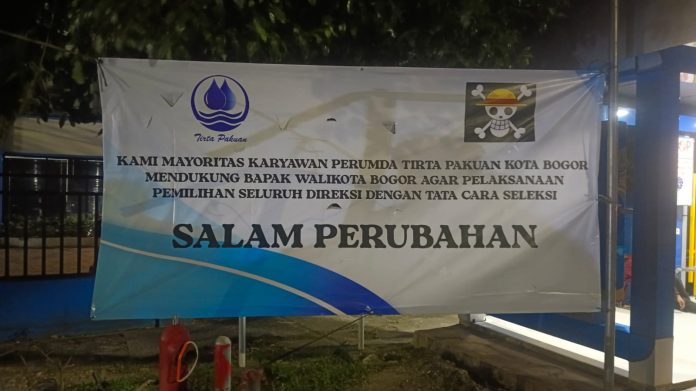 Tirta Pakuan
KAMI MAYORITAS KARYAWAN PERUMDA TIRTA PAKUAN KOTA BOGOR
MENDUKUNG BAPAK WALIKOTA BOGOR AGAR PELAKSANAAN
PEMILIHAN SELURUH DIREKSI DENGAN TATA CARA SELEKSI
SALAM PERUBAHAN